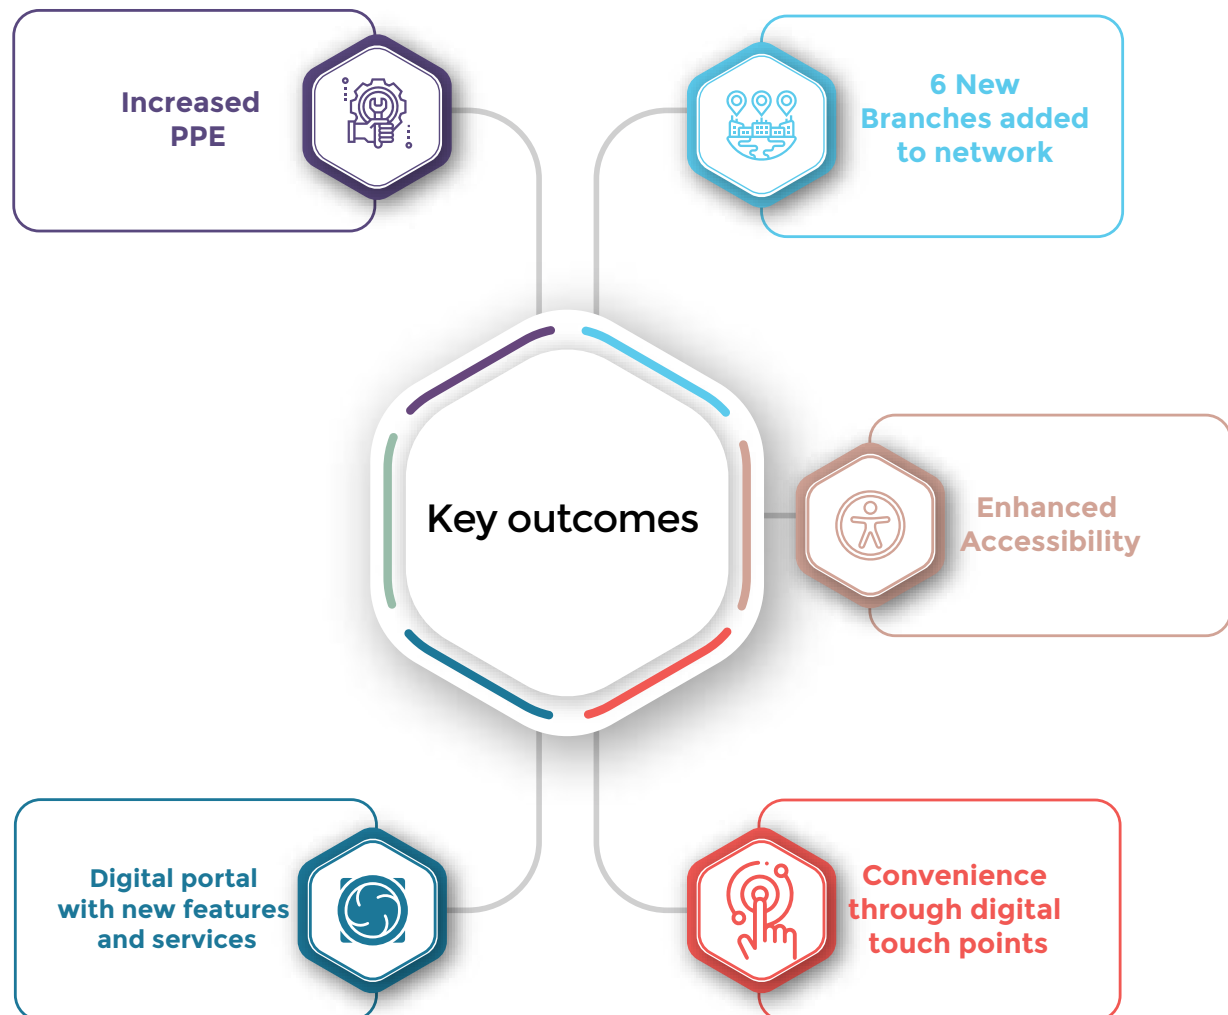 Increased
PPE
6 New
Branches added
to network
Key outcomes
Enhanced
Accessibility
Digital portal
with new features
and services
Convenience
through digital
touch points